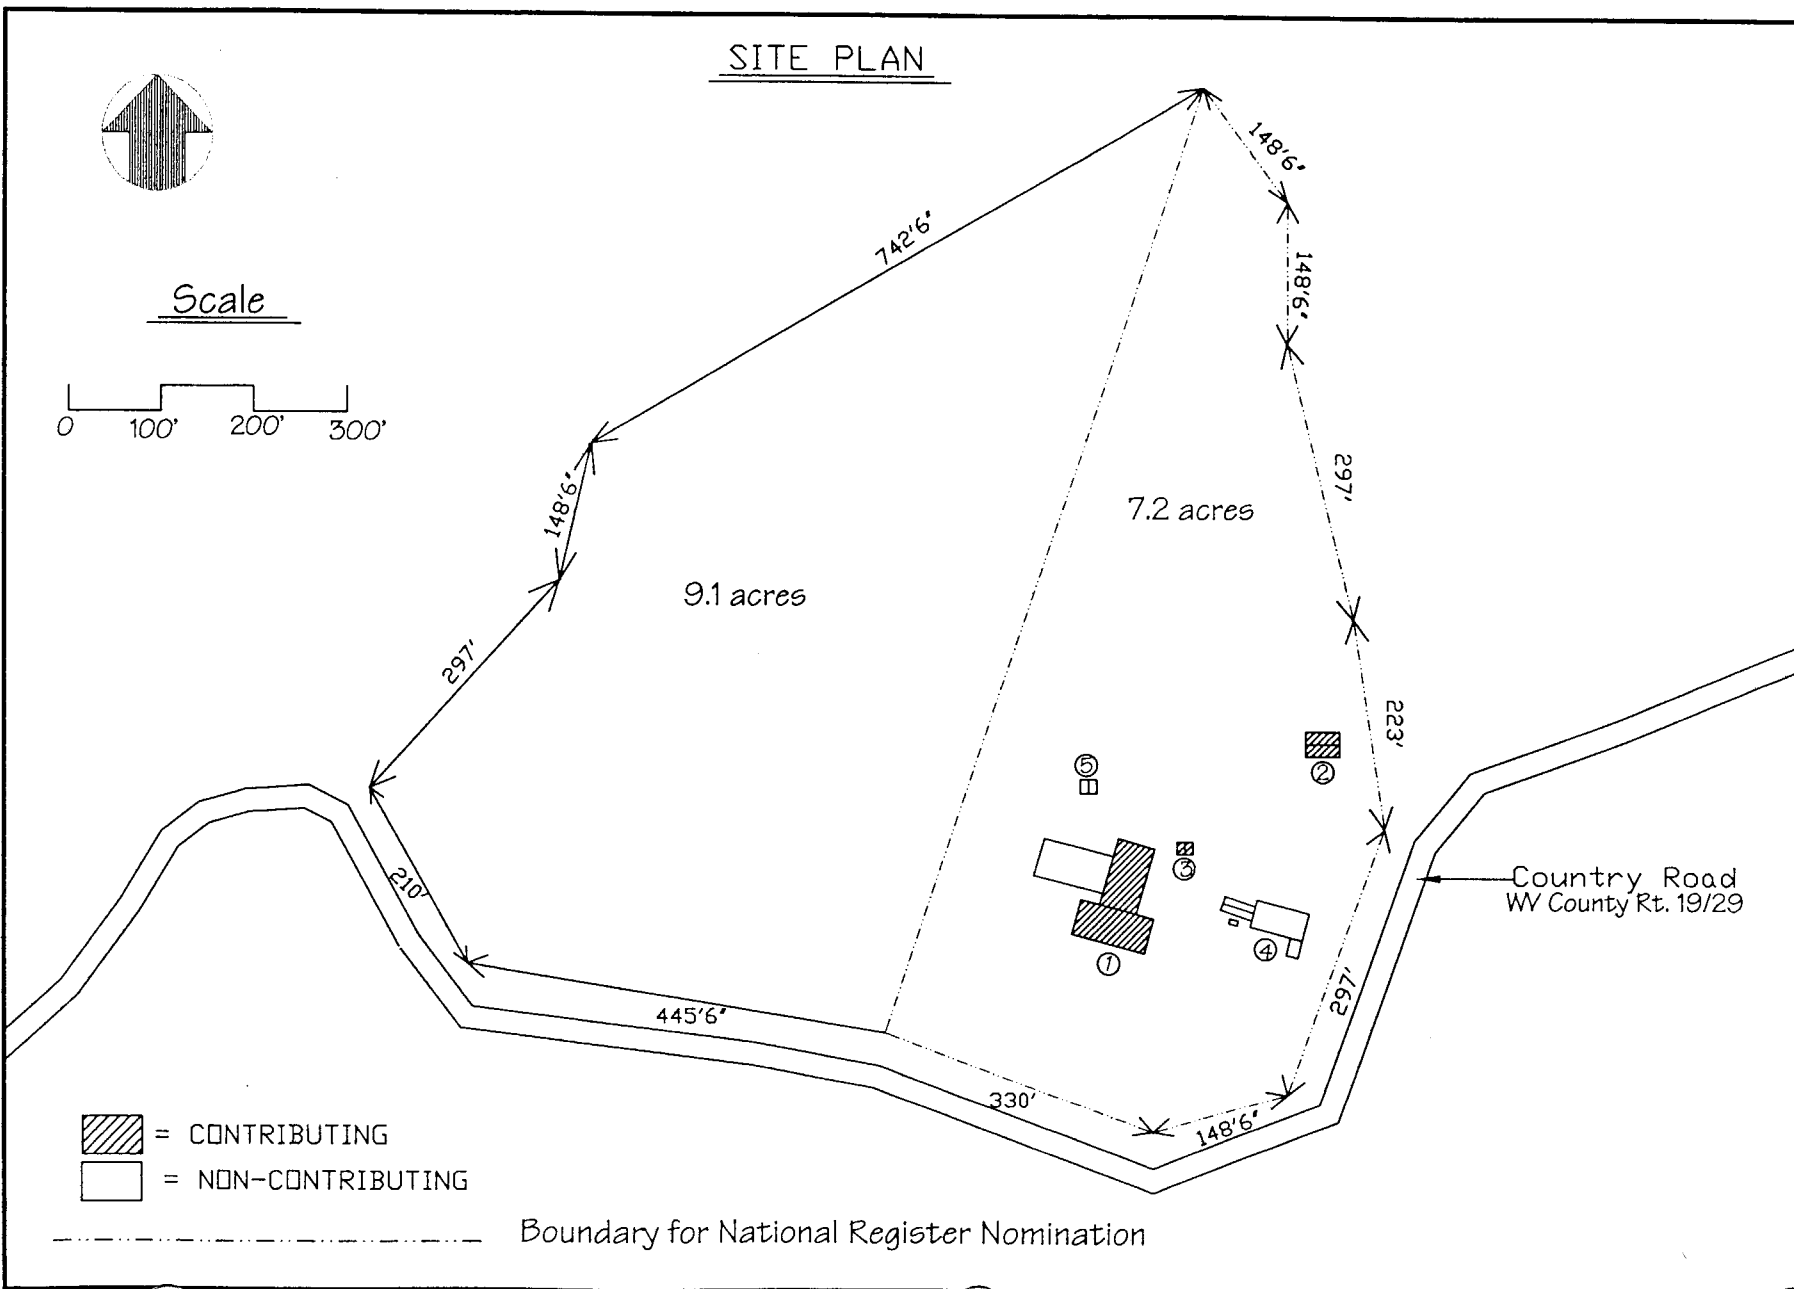 SITE PLAN
148'6"
742'6"
148'6"
Scale
0 100' 200' 300'
297'
148'6"
7.2 acres
9.1 acres
297'
223'
5
2
210'
3
Country Road
WV County Rt. 19/29
4
1
297'
445'6"
330'
148'6"
= CONTRIBUTING
= NON-CONTRIBUTING
Boundary for National Register Nomination